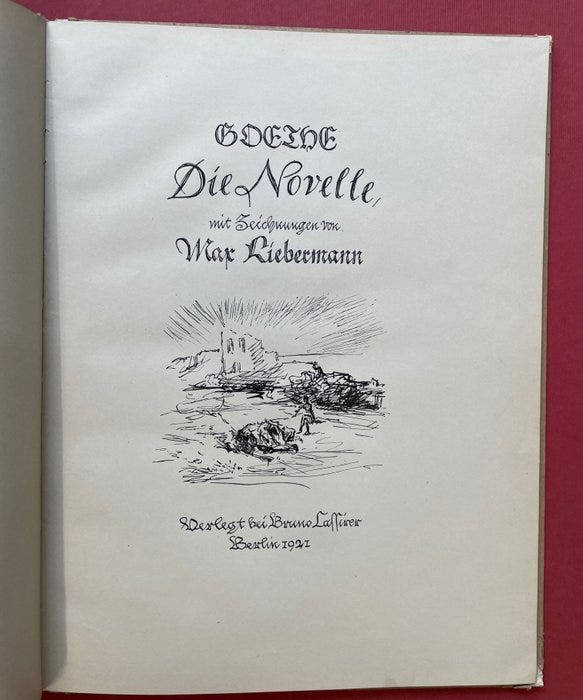 GOETHE
Die Novelle,
mit Zeichnungen von
Max Liebermann
Verlegt bei Bruno Cassirer
Berlin 1921